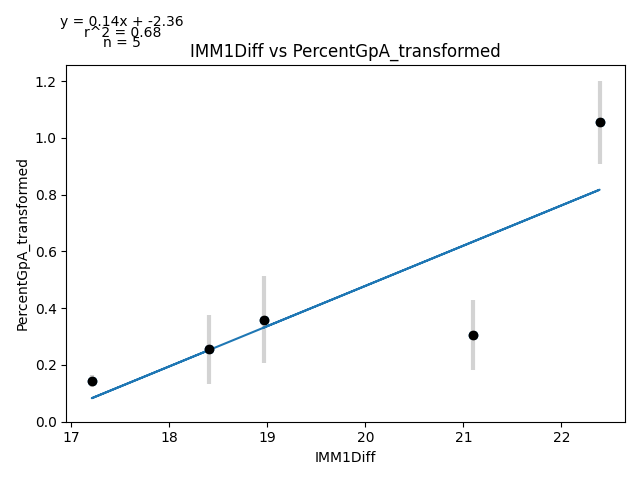 y = 0.14x + -2.36
r^2 = 0.68
n = 5
IMM1Diff vs PercentGpA_transformed
1.2
1.0
0.8
0.6
0.4
0.2
0.0
PercentGpA_transformed
17 18 19 20 21 22
IMM1Diff